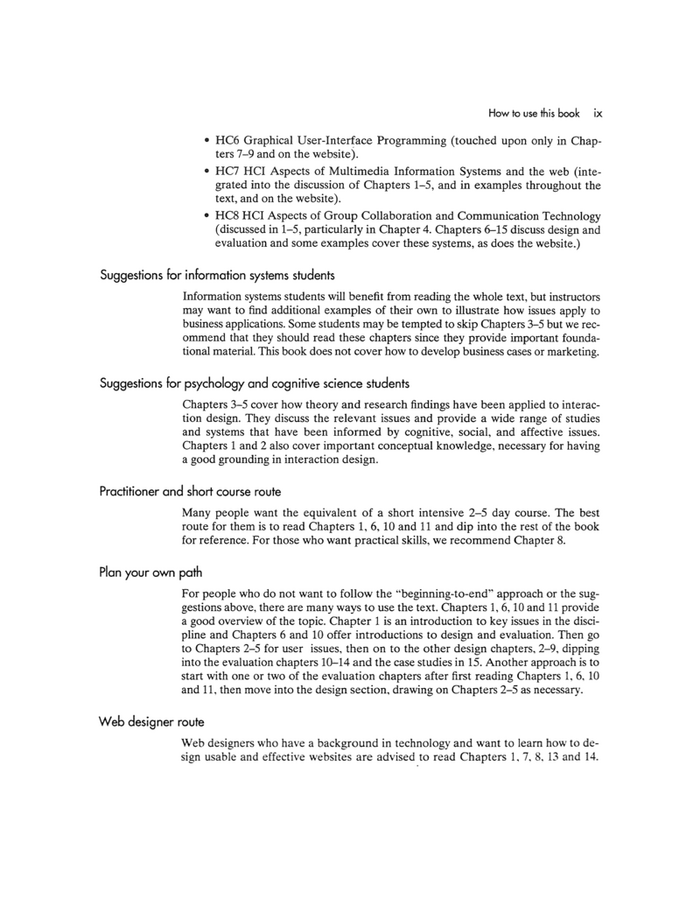 How to use this book ix
• HC6 Graphical User-Interface Programming (touched upon only in Chap-
ters 7–9 and on the website).
• HC7 HCI Aspects of Multimedia Information Systems and the web (inte-
grated into the discussion of Chapters 1–5, and in examples throughout the
text, and on the website).
• HC8 HCI Aspects of Group Collaboration and Communication Technology
(discussed in 1–5, particularly in Chapter 4. Chapters 6–15 discuss design and
evaluation and some examples cover these systems, as does the website.)
Suggestions for information systems students
Information systems students will benefit from reading the whole text, but instructors
may want to find additional examples of their own to illustrate how issues apply to
business applications. Some students may be tempted to skip Chapters 3–5 but we rec-
ommend that they should read these chapters since they provide important founda-
tional material. This book does not cover how to develop business cases or marketing.
Suggestions for psychology and cognitive science students
Chapters 3–5 cover how theory and research findings have been applied to interac-
tion design. They discuss the relevant issues and provide a wide range of studies
and systems that have been informed by cognitive, social, and affective issues.
Chapters 1 and 2 also cover important conceptual knowledge, necessary for having
a good grounding in interaction design.
Practitioner and short course route
Many people want the equivalent of a short intensive 2–5 day course. The best
route for them is to read Chapters 1, 6, 10 and 11 and dip into the rest of the book
for reference. For those who want practical skills, we recommend Chapter 8.
Plan your own path
For people who do not want to follow the “beginning-to-end” approach or the sug-
gestions above, there are many ways to use the text. Chapters 1, 6, 10 and 11 provide
a good overview of the topic. Chapter 1 is an introduction to key issues in the disci-
pline and Chapters 6 and 10 offer introductions to design and evaluation. Then go
to Chapters 2–5 for user issues, then on to the other design chapters, 2–9, dipping
into the evaluation chapters 10–14 and the case studies in 15. Another approach is to
start with one or two of the evaluation chapters after first reading Chapters 1, 6, 10
and 11, then move into the design section, drawing on Chapters 2–5 as necessary.
Web designer route
Web designers who have a background in technology and want to learn how to de-
sign usable and effective websites are advised to read Chapters 1, 7, 8, 13 and 14.